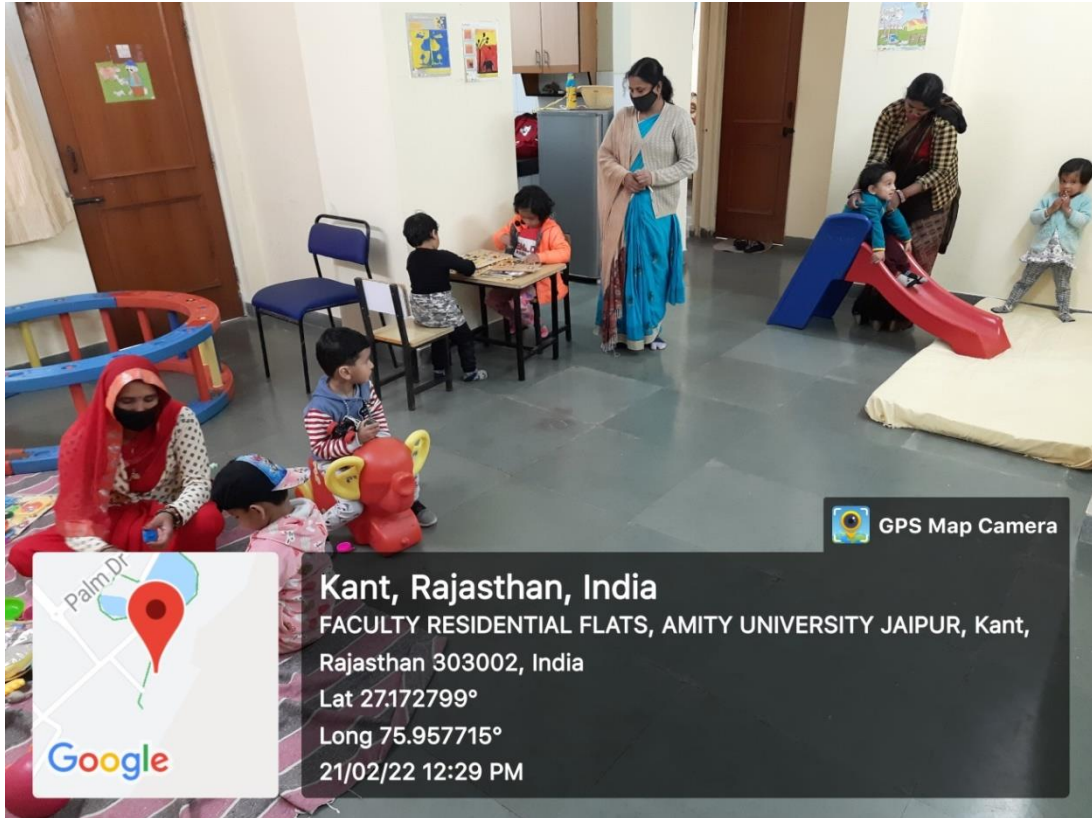 GPS Map Camera
Kant, Rajasthan, India
FACULTY RESIDENTIAL FLATS, AMITY UNIVERSITY JAIPUR, Kant,
Rajasthan 303002, India
Lat 27.172799°
Long 75.957715°
21/02/22 12:29 PM
Palm Dr
Google